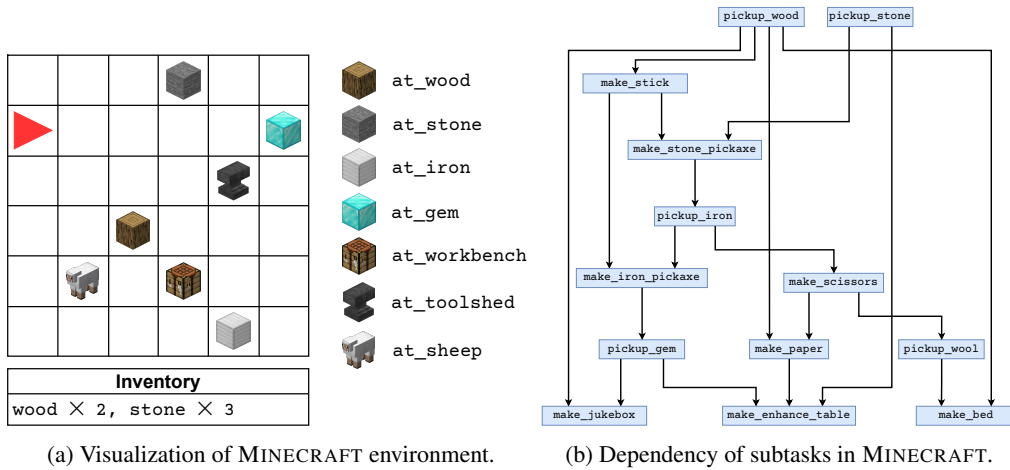 at_wood
at_stone
at_iron
at_gem
at_workbench
at_toolshed
at_sheep
Inventory
wood × 2, stone × 3
(a) Visualization of MINECRAFT environment.
pickup_wood
pickup_stone
make_stick
make_stone_pickaxe
pickup_iron
make_iron_pickaxe
make_scissors
pickup_gem
make_paper
pickup_wool
make_jukebox
make_enhance_table
make_bed
(b) Dependency of subtasks in MINECRAFT.